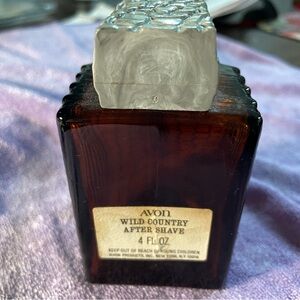 AVON
WILD COUNTRY
AFTER SHAVE
4 FL. OZ.
KEEP OUT OF REACH OF YOUNG CHILDREN
AVON PRODUCTS, INC. NEW YORK, N.Y. 10019